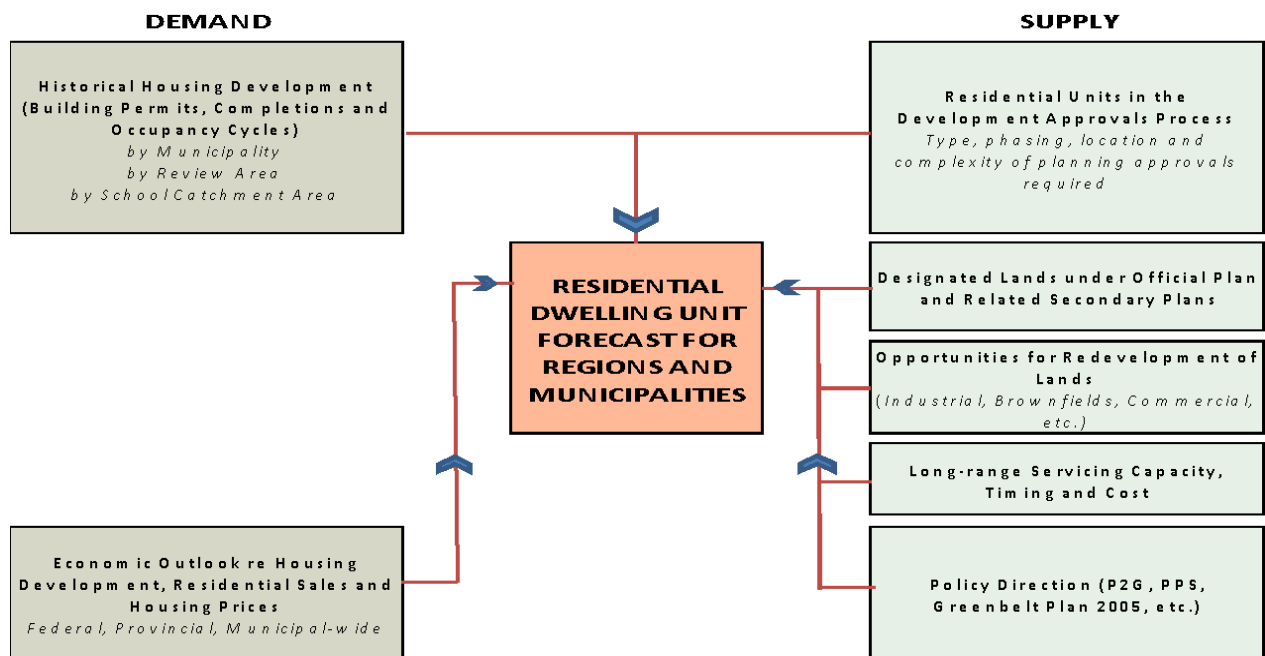 DEMAND
Historical Housing Development
(Building Permits, Completions and
Occupancy Cycles)
by Municipality
by Review Area
by School Catchment Area
Economic Outlook re Housing
Development, Residential Sales and
Housing Prices
Federal, Provincial, Municipal-wide
RESIDENTIAL
DWELLING UNIT
FORECAST FOR
REGIONS AND
MUNICIPALITIES
SUPPLY
Residential Units in the
Development Approvals Process
Type, phasing, location and
complexity of planning approvals
required
Designated Lands under Official Plan
and Related Secondary Plans
Opportunities for Redevelopment of
Lands
(Industrial, Brownfields, Commercial,
etc.)
Long-range Servicing Capacity,
Timing and Cost
Policy Direction (P2G, PPS,
Greenbelt Plan 2005, etc.)